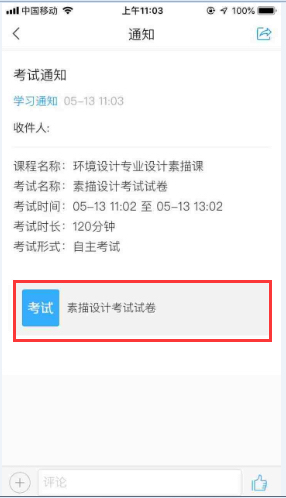 中国移动 上午11:03 100%
通知
考试通知
学习通知 05-13 11:03
收件人:
课程名称：环境设计专业设计素描课
考试名称：素描设计考试试卷
考试时间：05-13 11:02 至 05-13 13:02
考试时长：120分钟
考试形式：自主考试
考试 素描设计考试试卷
评论